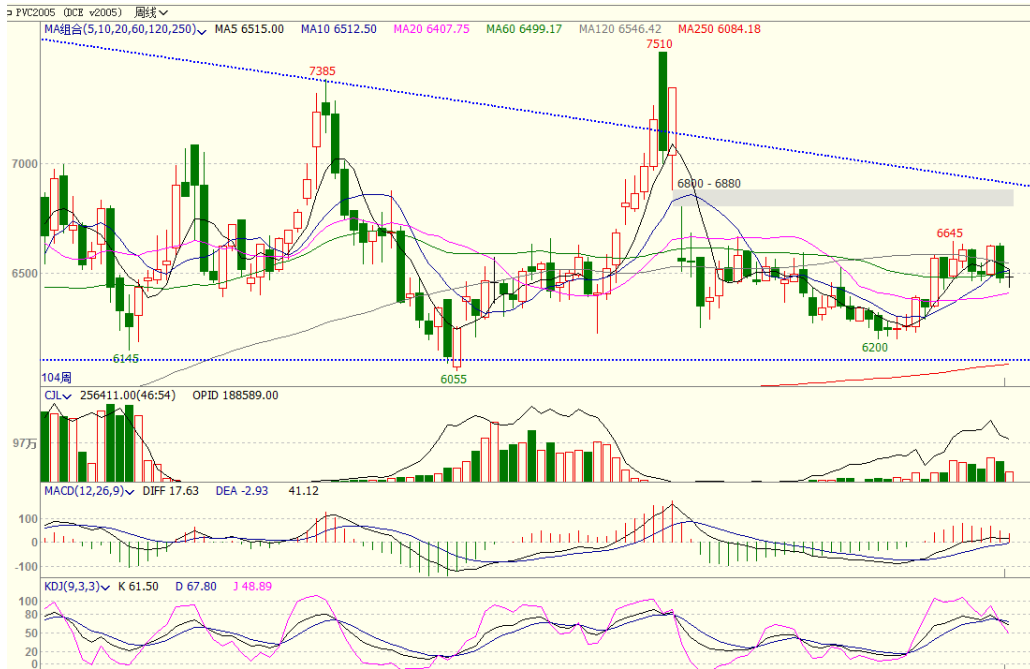 PVC2005 (DCE v2005) 周线
MA组合(5,10,20,60,120,250) MA5 6515.00 MA10 6512.50 MA20 6407.75 MA60 6499.17 MA120 6546.42 MA250 6084.18
7510
7385
7000
6800 - 6880
6645
6500
6200
6145
6055
104周
CJL 256411.00(46:54) OPID 188589.00
97万
MACD(12,26,9) DIFF 17.63 DEA -2.93 41.12
100
0
-100
KDJ(9,3,3) K 61.50 D 67.80 J 48.89
100
80
50
20
0